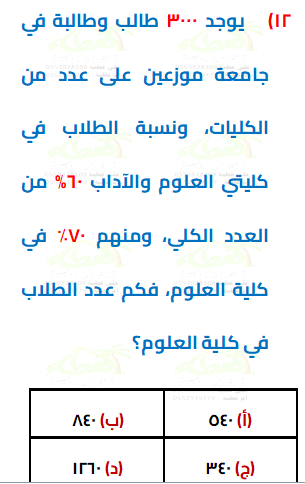 ١٢) يوجد ٣٠٠٠ طالب وطالبة في
جامعة موزعين على عدد من
الكليات، ونسبة الطلاب في
كليتي العلوم والآداب ٦٠% من
العدد الكلي، ومنهم ٧٠٪ في
كلية العلوم، فكم عدد الطلاب
في كلية العلوم؟
(أ) ٥٤٠ (ب) ٨٤٠
(ج) ٣٤٠ (د) ١٢٦٠